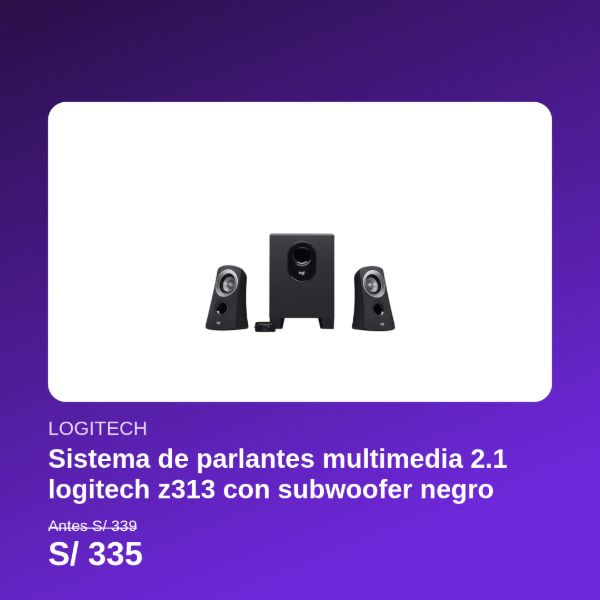 LOGITECH
Sistema de parlantes multimedia 2.1
logitech z313 con subwoofer negro
Antes S/ 339
S/ 335